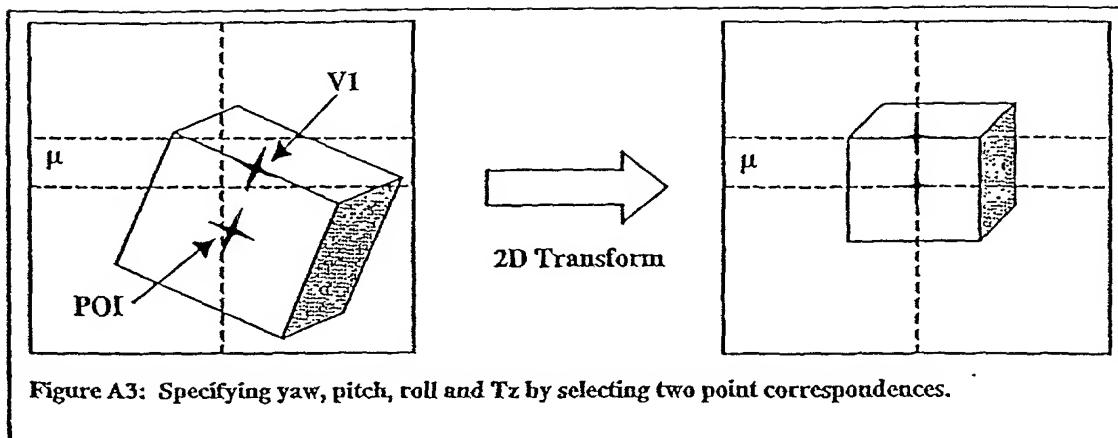 V1
μ
POI
2D Transform
μ
Figure A3: Specifying yaw, pitch, roll and Tz by selecting two point correspondences.